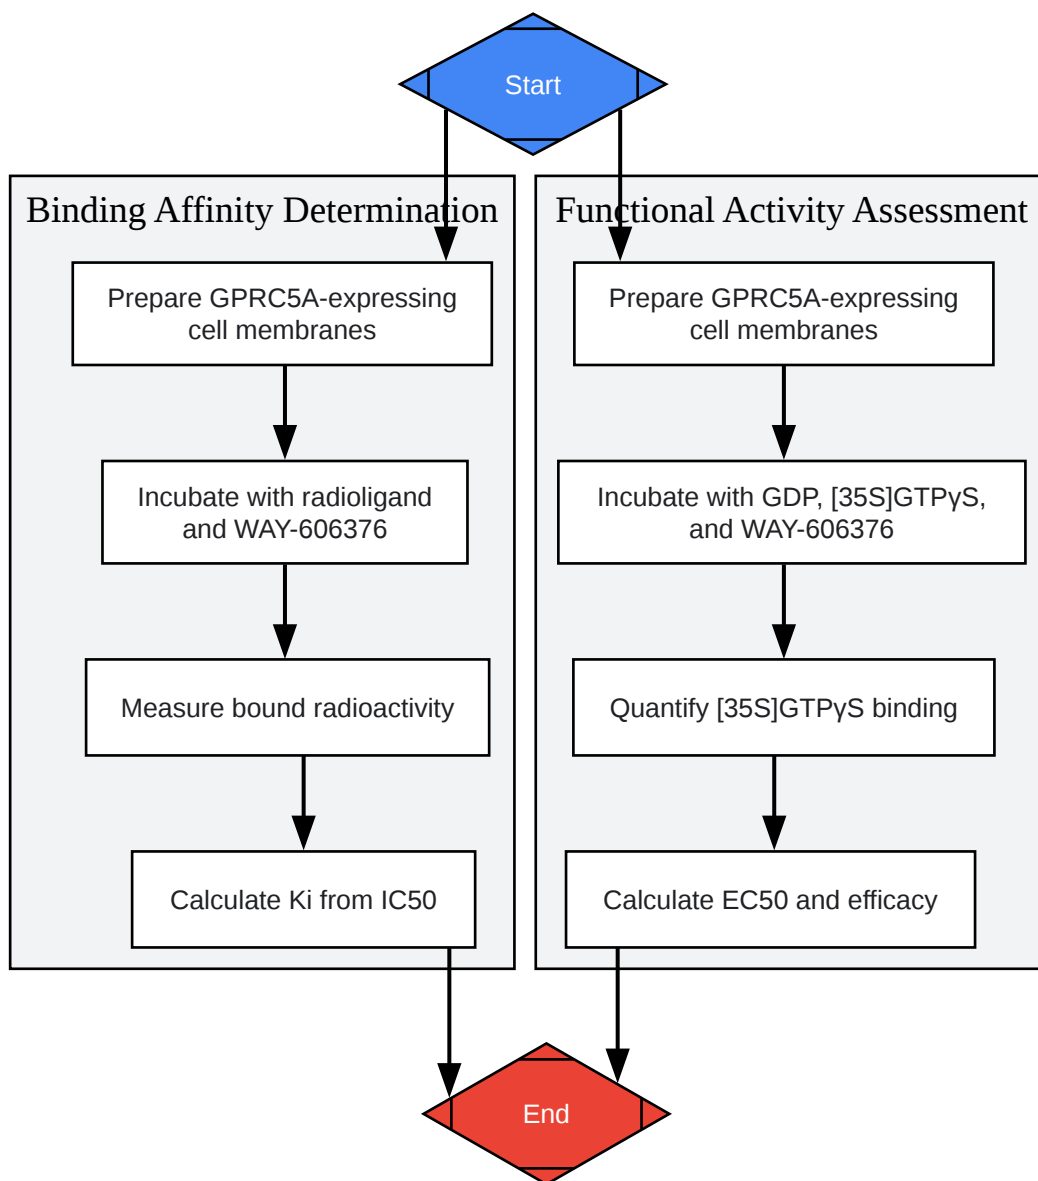 Start
Binding Affinity Determination
Prepare GPRC5A-expressing
cell membranes
Incubate with radioligand
and WAY-606376
Measure bound radioactivity
Calculate Ki from IC50
Functional Activity Assessment
Prepare GPRC5A-expressing
cell membranes
Incubate with GDP, [35S]GTPγS,
and WAY-606376
Quantify [35S]GTPγS binding
Calculate EC50 and efficacy
End